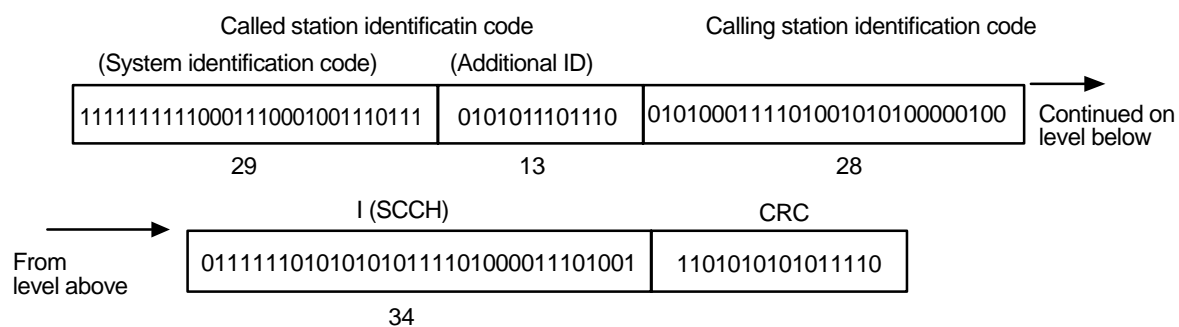 Called station identificatin code
Calling station identification code
(System identification code)
(Additional ID)
11111111110001110001001110111
0101011101110
0101000111101001010100000100
Continued on
level below
29
13
28
I (SCCH)
CRC
From
level above
0111111010101010111101000011101001
1101010101011110
34